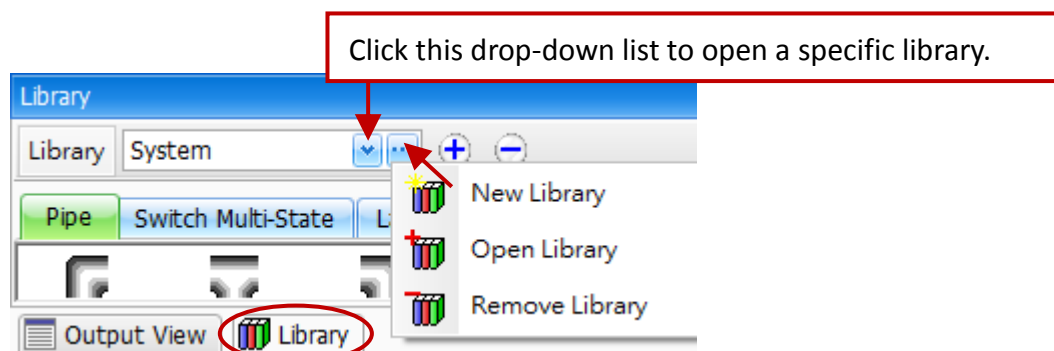 Click this drop-down list to open a specific library.
Library
Library System
New Library
Pipe Switch Multi-State
Open Library
Remove Library
Output View Library